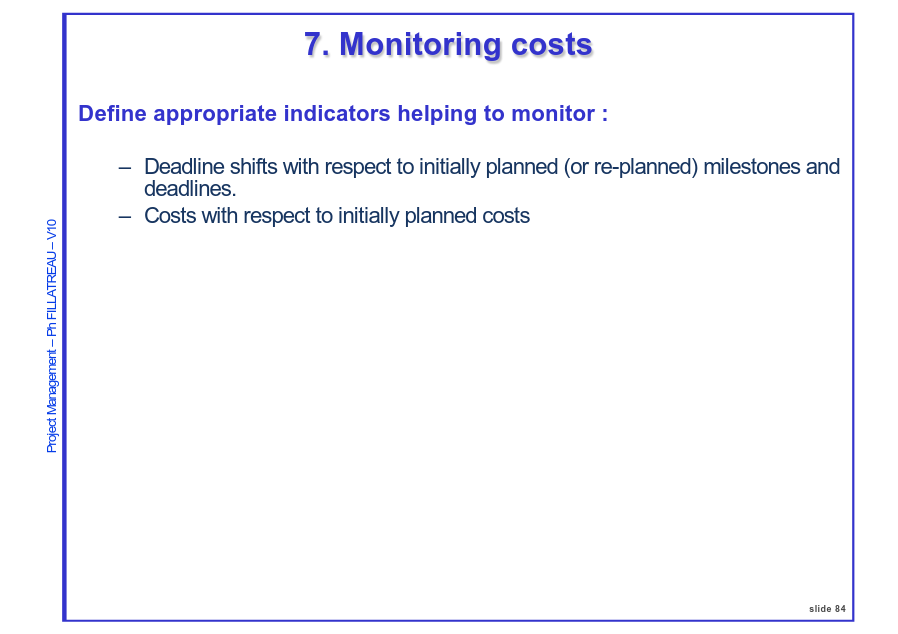 7. Monitoring costs
Define appropriate indicators helping to monitor :
– Deadline shifts with respect to initially planned (or re-planned) milestones and
deadlines.
– Costs with respect to initially planned costs
Project Management – Ph FILLATREAU – V10
slide 84